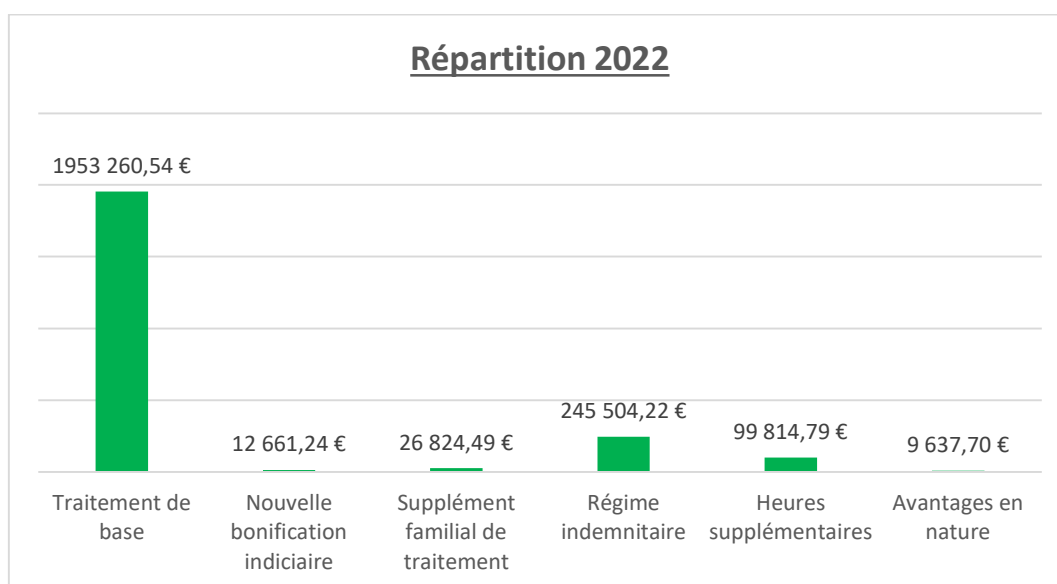 Répartition 2022
1953 260,54 €
12 661,24 €
26 824,49 €
245 504,22 €
99 814,79 €
9 637,70 €
Traitement de
base
Nouvelle
bonification
indiciaire
Supplément
familial de
traitement
Régime
indemnitaire
Heures
supplémentaires
Avantages en
nature